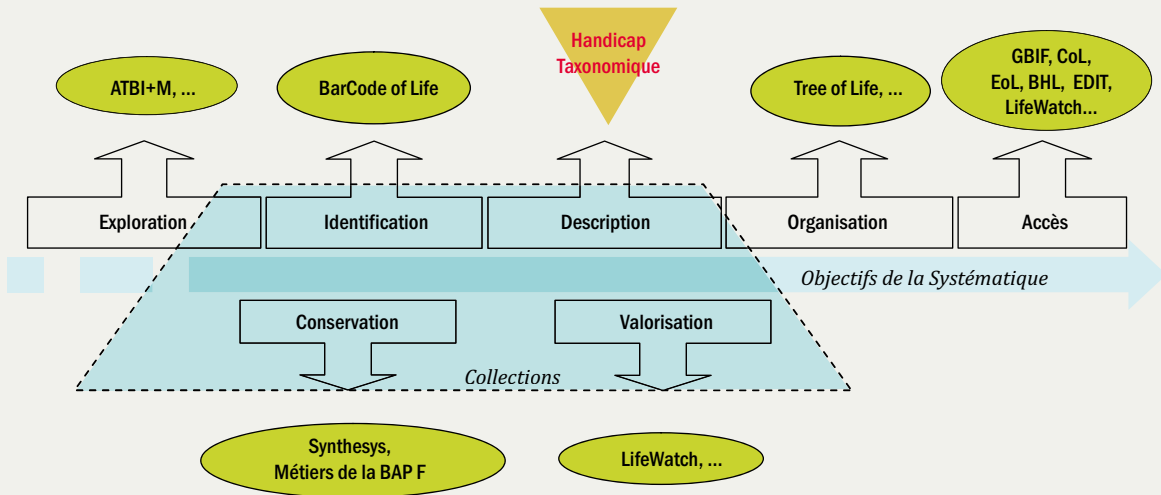 Handicap
Taxonomique
GBIF, CoL,
EoL, BHL, EDIT,
LifeWatch...
ATBI+M, ...
BarCode of Life
Tree of Life, ...
Exploration
Identification
Description
Organisation
Accès
Objectifs de la Systématique
Conservation
Valorisation
Collections
Synthesys,
Métiers de la BAP F
LifeWatch, ...